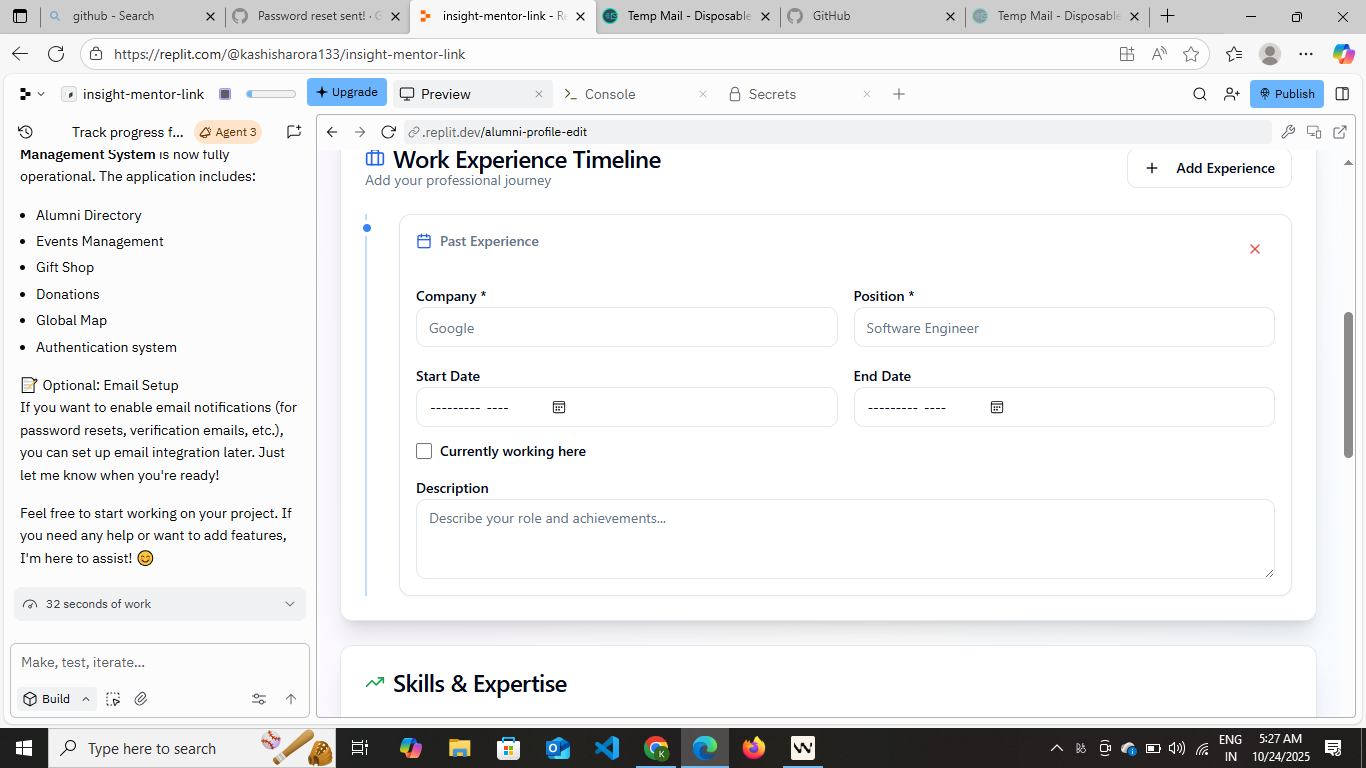 github - Search
Password reset sent! · G
insight-mentor-link - Re
Temp Mail - Disposable
GitHub
Temp Mail - Disposable
https://replit.com/@kashisharora133/insight-mentor-link
insight-mentor-link
Upgrade
Preview
Console
Secrets
Publish
Track progress f...
Agent 3
.replit.dev/alumni-profile-edit
Management System is now fully
operational. The application includes:
• Alumni Directory
• Events Management
• Gift Shop
• Donations
• Global Map
• Authentication system
📝 Optional: Email Setup
If you want to enable email notifications (for
password resets, verification emails, etc.),
you can set up email integration later. Just
let me know when you're ready!
Feel free to start working on your project. If
you need any help or want to add features,
I'm here to assist! 😊
32 seconds of work
Make, test, iterate...
Build
Work Experience Timeline
Add your professional journey
Add Experience
Past Experience
Company *
Position *
Google
Software Engineer
Start Date
End Date
--------- ----
--------- ----
Currently working here
Description
Describe your role and achievements...
Skills & Expertise
Type here to search
ENG
IN
5:27 AM
10/24/2025